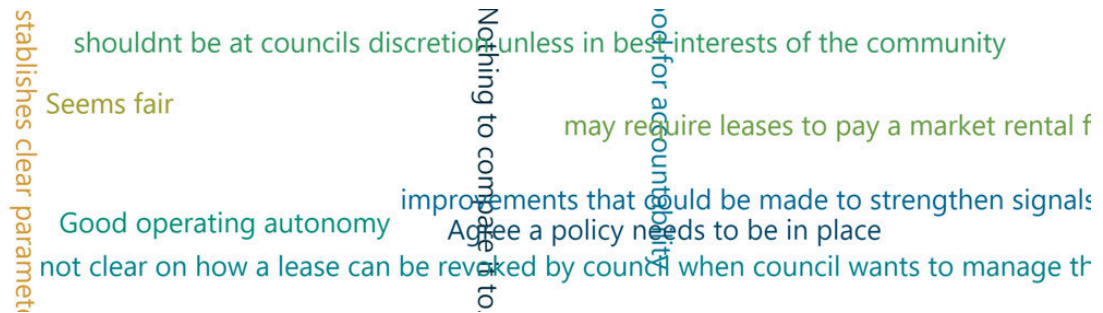 stablishes clear paramete
shouldnt be at councils discretion unless in best interests of the community
Nothing to compare it to.
ood for accountability
Seems fair
may require leases to pay a market rental f
improvements that could be made to strengthen signals
Good operating autonomy
Agree a policy needs to be in place
not clear on how a lease can be revoked by council when council wants to manage th